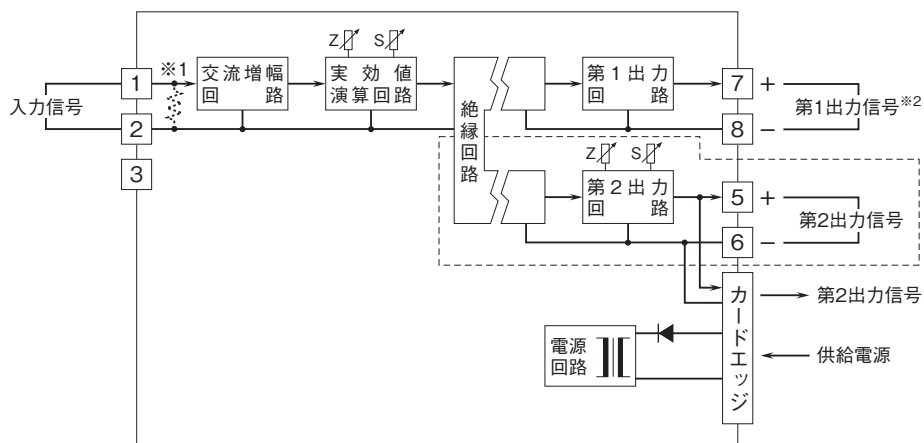 Z S
1 ※1 交流増幅回路 実効値演算回路 第1出力回路 7 +
入力信号 第1出力信号※2
2 絶縁回路 8 −
3 Z S
第2出力回路 5 +
第2出力信号
6 −
カードエッジ
第2出力信号
電源回路 供給電源